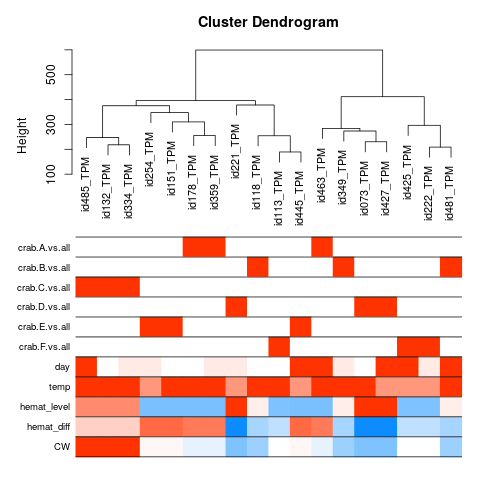 Cluster Dendrogram
Height
100
300
500
id485_TPM
id132_TPM
id334_TPM
id254_TPM
id151_TPM
id178_TPM
id359_TPM
id221_TPM
id118_TPM
id113_TPM
id445_TPM
id463_TPM
id349_TPM
id073_TPM
id427_TPM
id425_TPM
id222_TPM
id481_TPM
crab.A.vs.all
crab.B.vs.all
crab.C.vs.all
crab.D.vs.all
crab.E.vs.all
crab.F.vs.all
day
temp
hemat_level
hemat_diff
CW